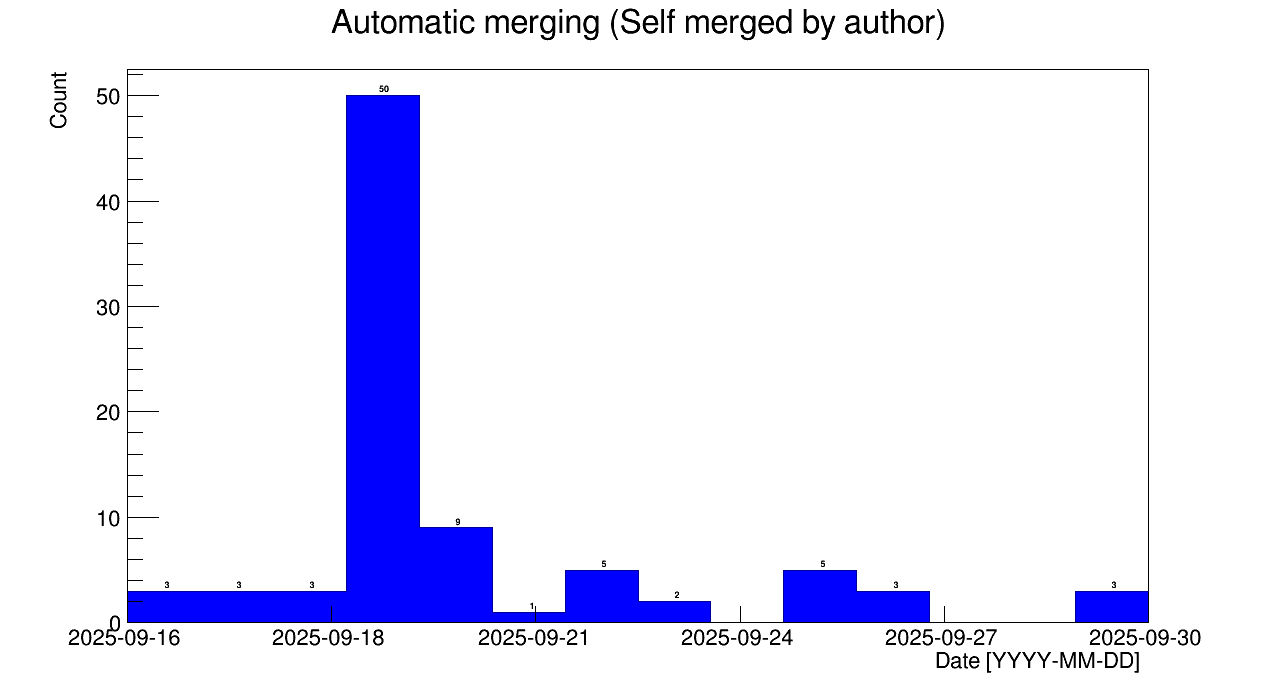 Automatic merging (Self merged by author)
Count
50
40
30
20
10
0
3 3 3 50 9 1 5 2 5 3 3
2025-09-16 2025-09-18 2025-09-21 2025-09-24 2025-09-27 2025-09-30
Date [YYYY-MM-DD]